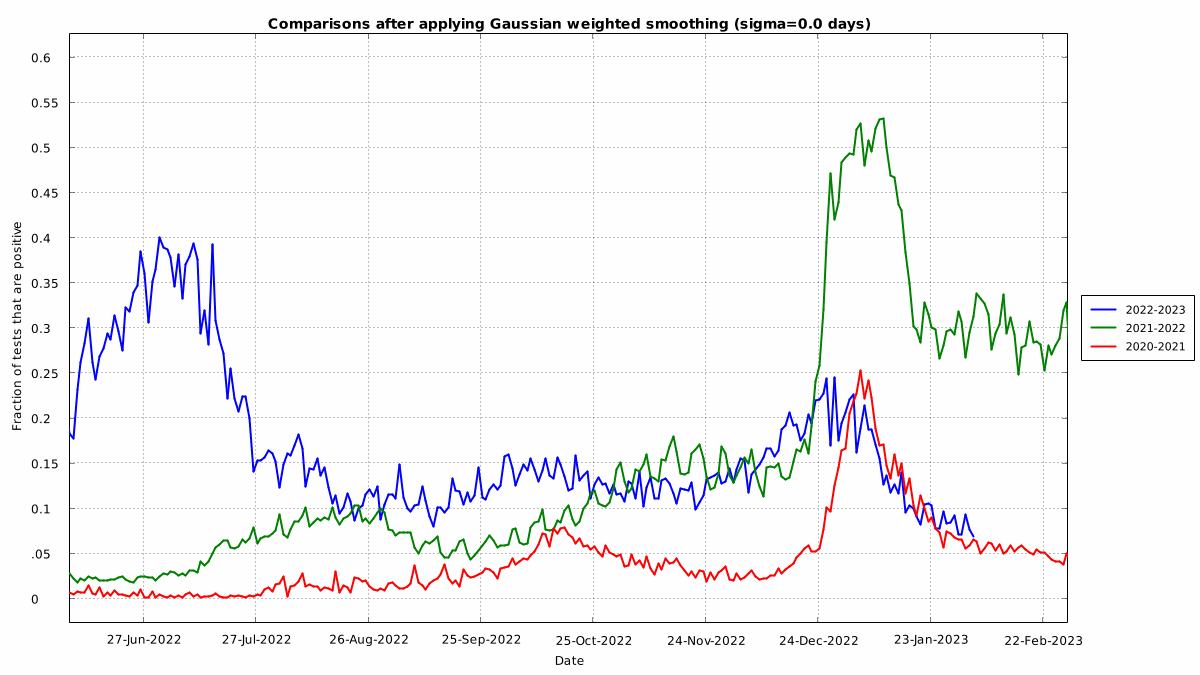 Comparisons after applying Gaussian weighted smoothing (sigma=0.0 days)
0.6
0.55
0.5
0.45
0.4
0.35
0.3
0.25
0.2
0.15
0.1
.05
0
Fraction of tests that are positive
27-Jun-2022
27-Jul-2022
26-Aug-2022
25-Sep-2022
25-Oct-2022
24-Nov-2022
24-Dec-2022
23-Jan-2023
22-Feb-2023
Date
2022-2023
2021-2022
2020-2021